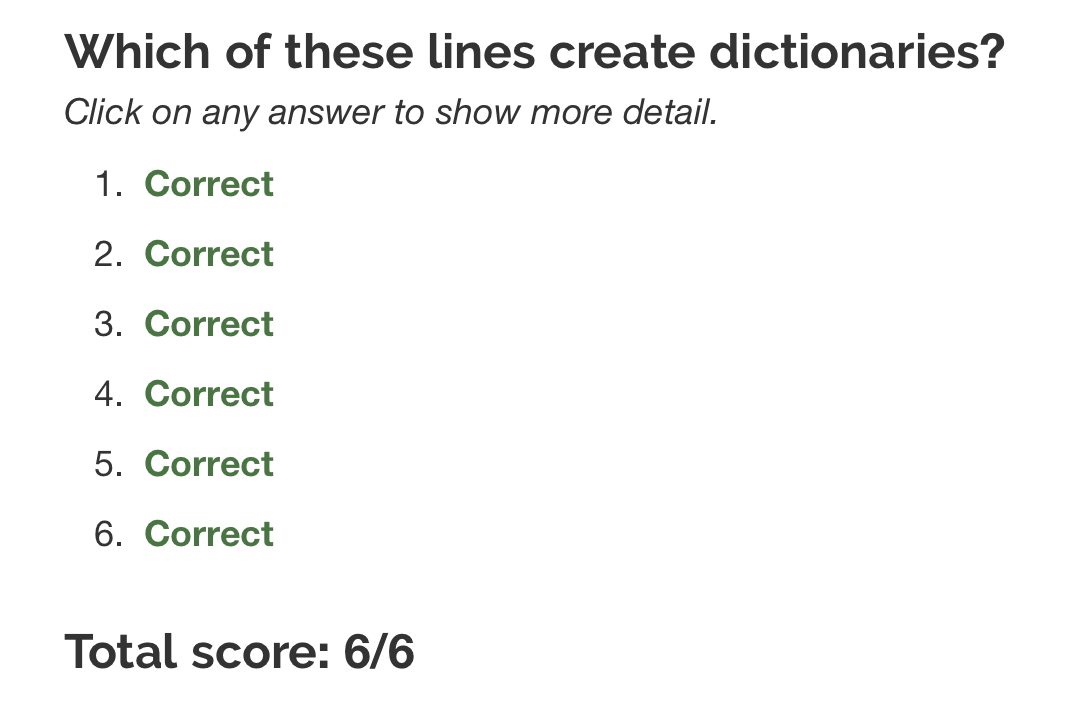 Which of these lines create dictionaries?
Click on any answer to show more detail.
1. Correct
2. Correct
3. Correct
4. Correct
5. Correct
6. Correct
Total score: 6/6